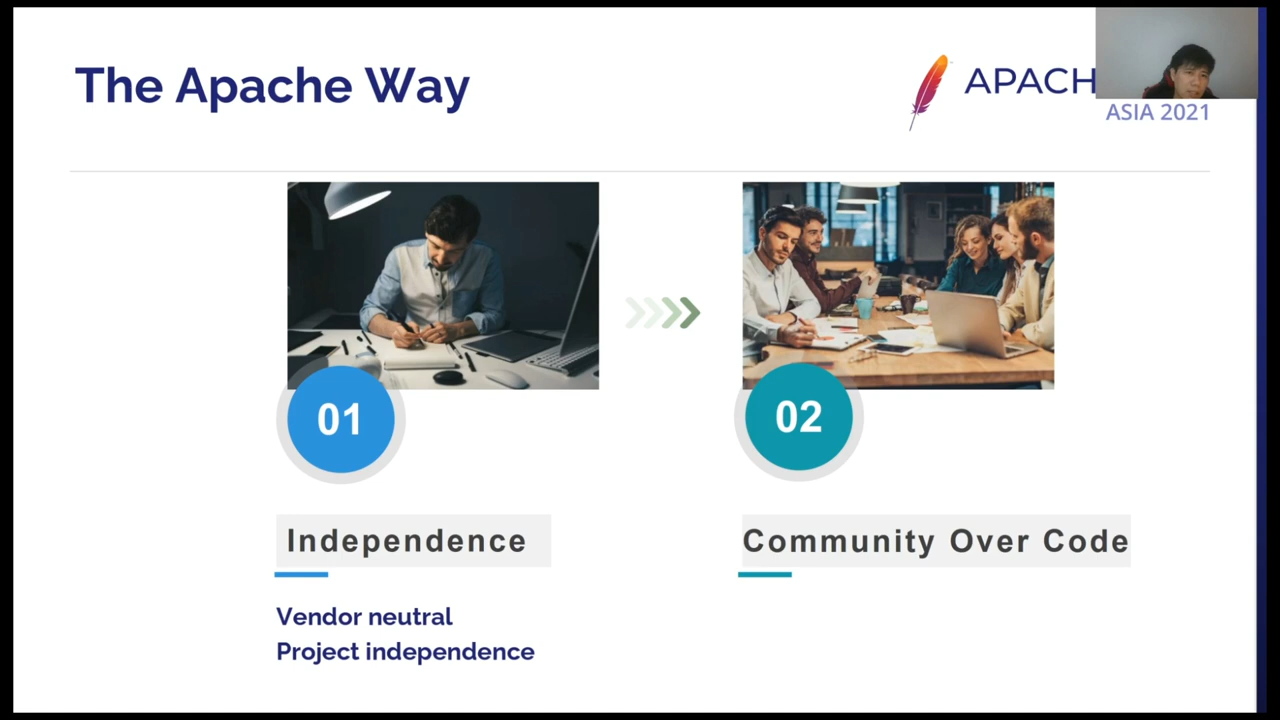 The Apache Way
APACH
ASIA 2021
01
02
Independence
Community Over Code
Vendor neutral
Project independence